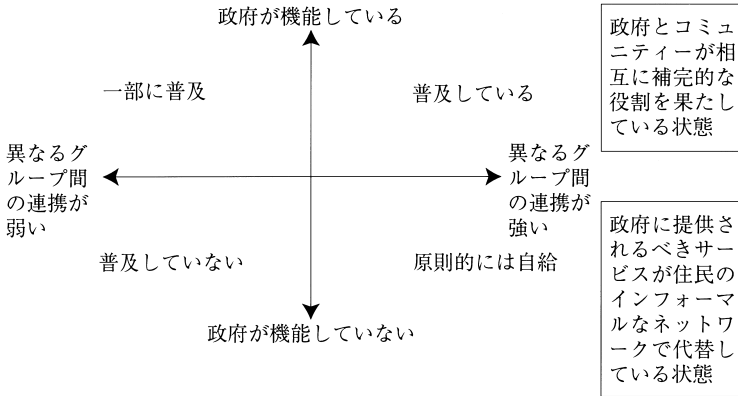 政府が機能している
一部に普及
普及している
異なるグ
ループ間
の連携が
弱い
異なる
グループ間
の連携が
強い
普及していない
原則的には自給
政府が機能していない
政府とコミュ
ニティーが相
互に補完的な
役割を果たし
ている状態
政府に提供さ
れるべきサー
ビスが住民の
インフォーマ
ルなネットワ
ークで代替し
ている状態